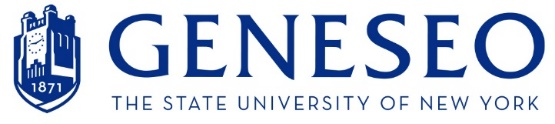 GENESEO
1871
THE STATE UNIVERSITY OF NEW YORK